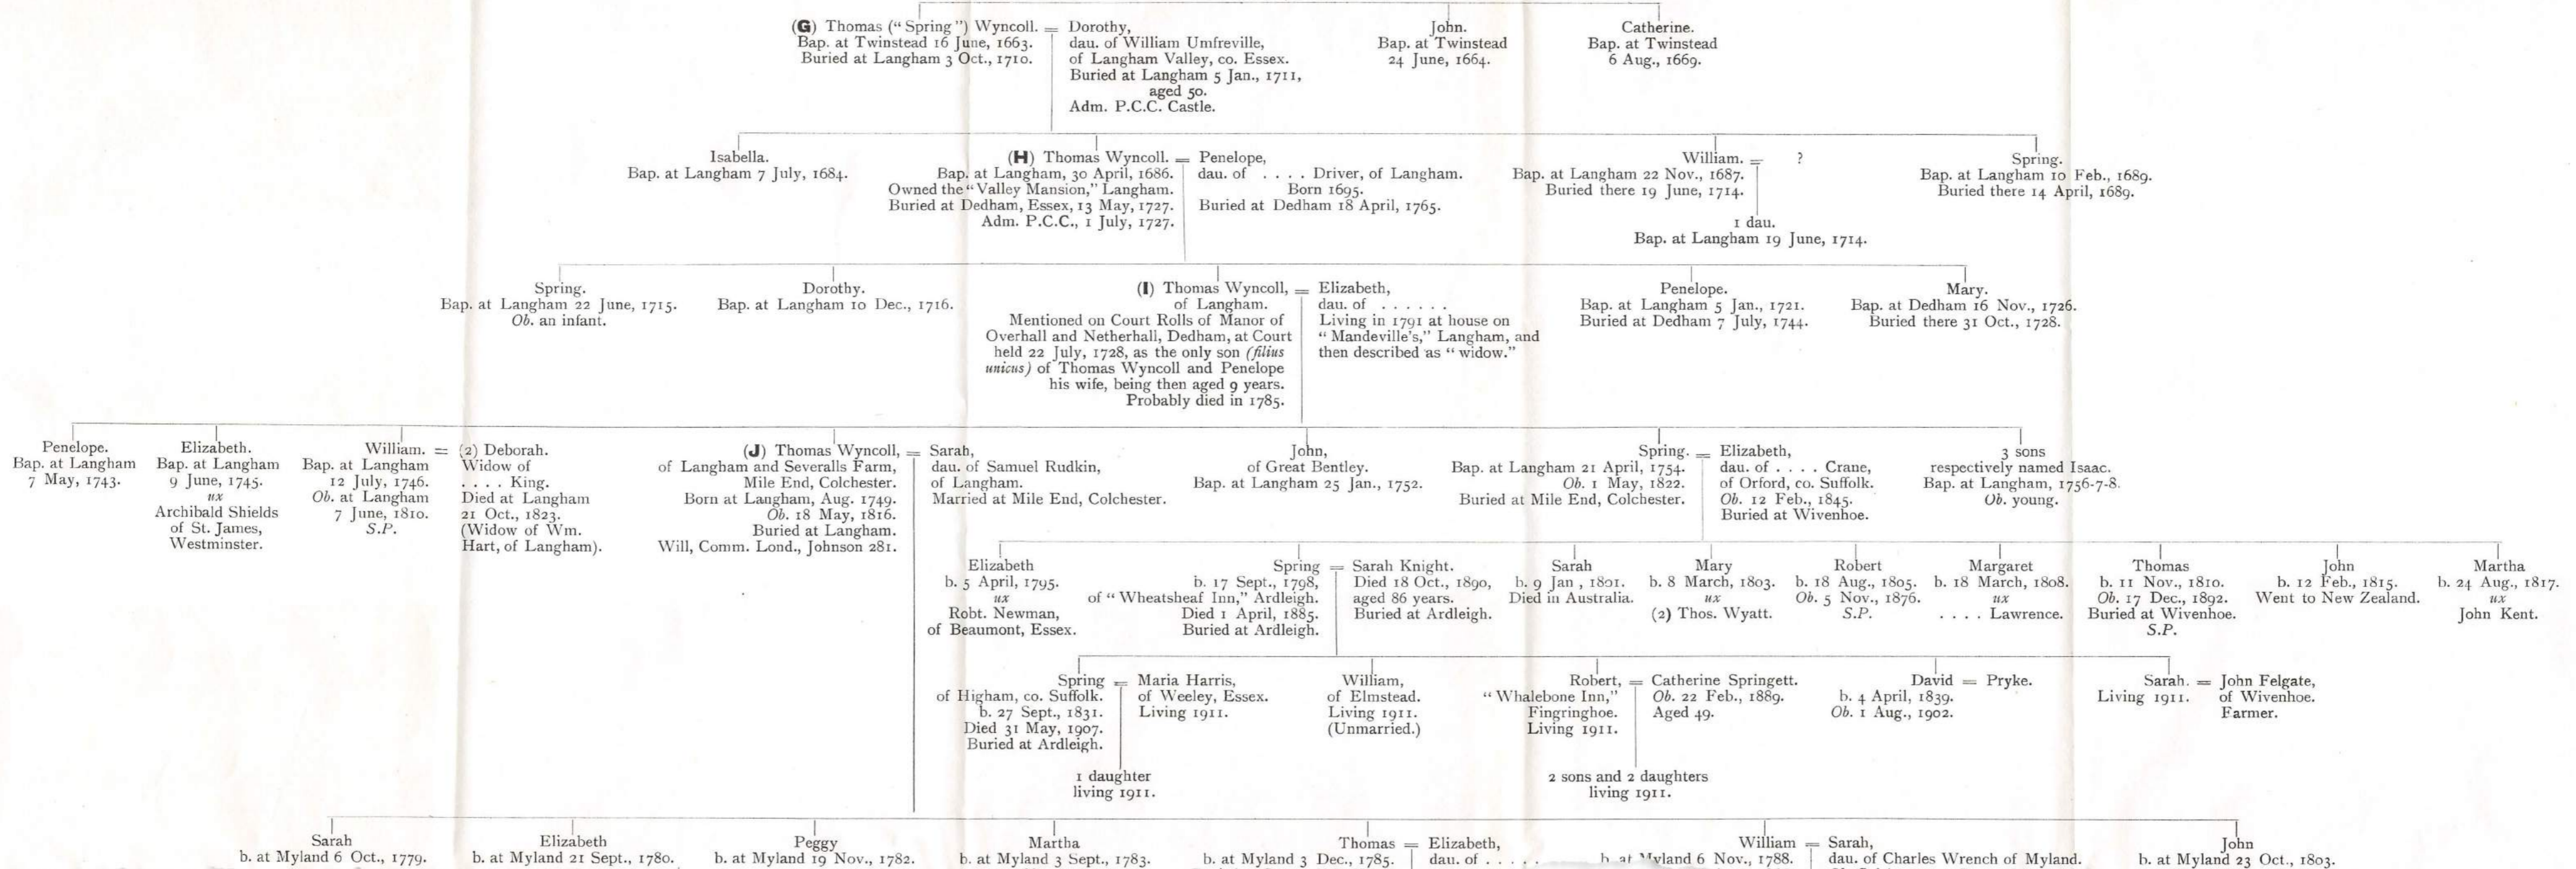 (G) Thomas (“Spring”) Wyncoll. =
Bap. at Twinstead 16 June, 1663.
Buried at Langham 3 Oct., 1710.
Dorothy,
dau. of William Umfreville,
of Langham Valley, co. Essex.
Buried at Langham 5 Jan., 1711,
aged 50.
Adm. P.C.C. Castle.
John.
Bap. at Twinstead
24 June, 1664.
Catherine.
Bap. at Twinstead
6 Aug., 1669.
Isabella.
Bap. at Langham 7 July, 1684.
(H) Thomas Wyncoll. =
Bap. at Langham, 30 April, 1686.
Owned the “Valley Mansion,” Langham.
Buried at Dedham, Essex, 13 May, 1727.
Adm. P.C.C., 1 July, 1727.
Penelope,
dau. of . . . . Driver, of Langham.
Born 1695.
Buried at Dedham 18 April, 1765.
William. = ?
Bap. at Langham 22 Nov., 1687.
Buried there 19 June, 1714.
1 dau.
Bap. at Langham 19 June, 1714.
Spring.
Bap. at Langham 10 Feb., 1689.
Buried there 14 April, 1689.
Spring.
Bap. at Langham 22 June, 1715.
Ob. an infant.
Dorothy.
Bap. at Langham 10 Dec., 1716.
(I) Thomas Wyncoll, =
of Langham.
Mentioned on Court Rolls of Manor of
Overhall and Netherhall, Dedham, at Court
held 22 July, 1728, as the only son (filius
unicus) of Thomas Wyncoll and Penelope
his wife, being then aged 9 years.
Probably died in 1785.
Elizabeth,
dau. of . . . . . .
Living in 1791 at house on
“Mandeville's,” Langham, and
then described as “widow.”
Penelope.
Bap. at Langham 5 Jan., 1721.
Buried at Dedham 7 July, 1744.
Mary.
Bap. at Dedham 16 Nov., 1726.
Buried there 31 Oct., 1728.
Penelope.
Bap. at Langham
7 May, 1743.
Elizabeth.
Bap. at Langham
9 June, 1745.
ux
Archibald Shields
of St. James,
Westminster.
William. =
Bap. at Langham
12 July, 1746.
Ob. at Langham
7 June, 1810.
S.P.
(2) Deborah.
Widow of
. . . . King.
Died at Langham
21 Oct., 1823.
(Widow of Wm.
Hart, of Langham).
(J) Thomas Wyncoll, =
of Langham and Severalls Farm,
Mile End, Colchester.
Born at Langham, Aug. 1749.
Ob. 18 May, 1816.
Buried at Langham.
Will, Comm. Lond., Johnson 281.
Sarah,
dau. of Samuel Rudkin,
of Langham.
Married at Mile End, Colchester.
John,
of Great Bentley.
Bap. at Langham 25 Jan., 1752.
Spring. =
Bap. at Langham 21 April, 1754.
Ob. 1 May, 1822.
Buried at Mile End, Colchester.
Elizabeth,
dau. of . . . . Crane,
of Orford, co. Suffolk.
Ob. 12 Feb., 1845.
Buried at Wivenhoe.
3 sons
respectively named Isaac.
Bap. at Langham, 1756-7-8.
Ob. young.
Elizabeth
b. 5 April, 1795.
ux
Robt. Newman,
of Beaumont, Essex.
Spring =
b. 17 Sept., 1798,
of “Wheatsheaf Inn,” Ardleigh.
Died 1 April, 1885.
Buried at Ardleigh.
Sarah Knight.
Died 18 Oct., 1890,
aged 86 years.
Buried at Ardleigh.
Sarah
b. 9 Jan , 1801.
Died in Australia.
Mary
b. 8 March, 1803.
ux
(2) Thos. Wyatt.
Robert
b. 18 Aug., 1805.
Ob. 5 Nov., 1876.
S.P.
Margaret
b. 18 March, 1808.
ux
. . . . Lawrence.
Thomas
b. 11 Nov., 1810.
Ob. 17 Dec., 1892.
Buried at Wivenhoe.
S.P.
John
b. 12 Feb., 1815.
Went to New Zealand.
Martha
b. 24 Aug., 1817.
ux
John Kent.
Spring =
of Higham, co. Suffolk.
b. 27 Sept., 1831.
Died 31 May, 1907.
Buried at Ardleigh.
Maria Harris,
of Weeley, Essex.
Living 1911.
1 daughter
living 1911.
William,
of Elmstead.
Living 1911.
(Unmarried.)
Robert, =
“Whalebone Inn,”
Fingringhoe.
Living 1911.
Catherine Springett.
Ob. 22 Feb., 1889.
Aged 49.
2 sons and 2 daughters
living 1911.
David = Pryke.
b. 4 April, 1839.
Ob. 1 Aug., 1902.
Sarah. =
Living 1911.
John Felgate,
of Wivenhoe.
Farmer.
Sarah
b. at Myland 6 Oct., 1779.
Elizabeth
b. at Myland 21 Sept., 1780.
Peggy
b. at Myland 19 Nov., 1782.
Martha
b. at Myland 3 Sept., 1783.
Thomas =
b. at Myland 3 Dec., 1785.
Elizabeth,
dau. of . . . . .
William =
b. at Myland 6 Nov., 1788.
Sarah,
dau. of Charles Wrench of Myland.
John
b. at Myland 23 Oct., 1803.